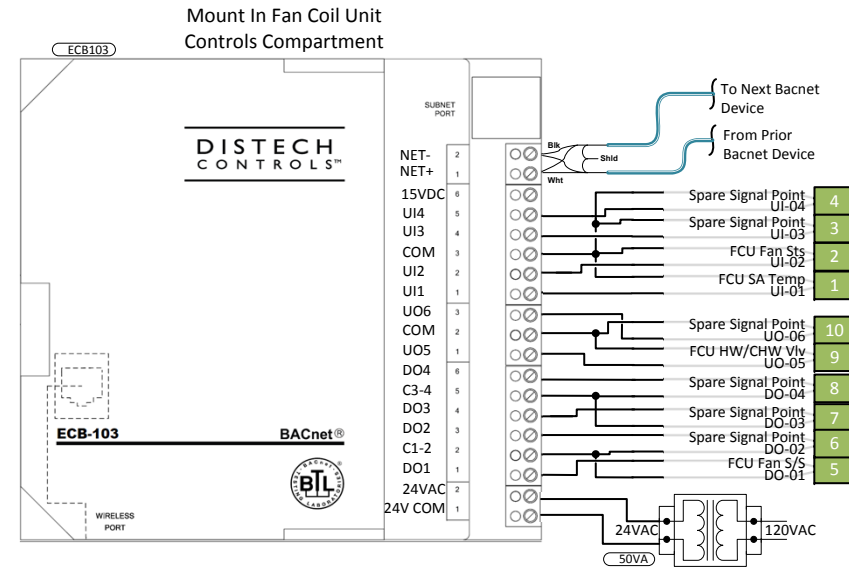 Mount In Fan Coil Unit
Controls Compartment
ECB103
SUBNET
PORT
DISTECH
CONTROLS™
To Next Bacnet
Device
From Prior
Bacnet Device
Blk
Shld
Wht
NET- 2
NET+ 1
15VDC 6
UI4 5
UI3 4
COM 3
UI2 2
UI1 1
UO6 3
COM 2
UO5 1
DO4 6
C3-4 5
DO3 4
DO2 3
C1-2 2
DO1 1
24VAC 2
24V COM 1
Spare Signal Point
UI-04 4
Spare Signal Point
UI-03 3
FCU Fan Sts
UI-02 2
FCU SA Temp
UI-01 1
Spare Signal Point
UO-06 10
FCU HW/CHW Vlv
UO-05 9
Spare Signal Point
DO-04 8
Spare Signal Point
DO-03 7
Spare Signal Point
DO-02 6
FCU Fan S/S
DO-01 5
ECB-103
BACnet®
BACnet TESTING LABORATORIES
BTL®
WIRELESS
PORT
24VAC
120VAC
50VA